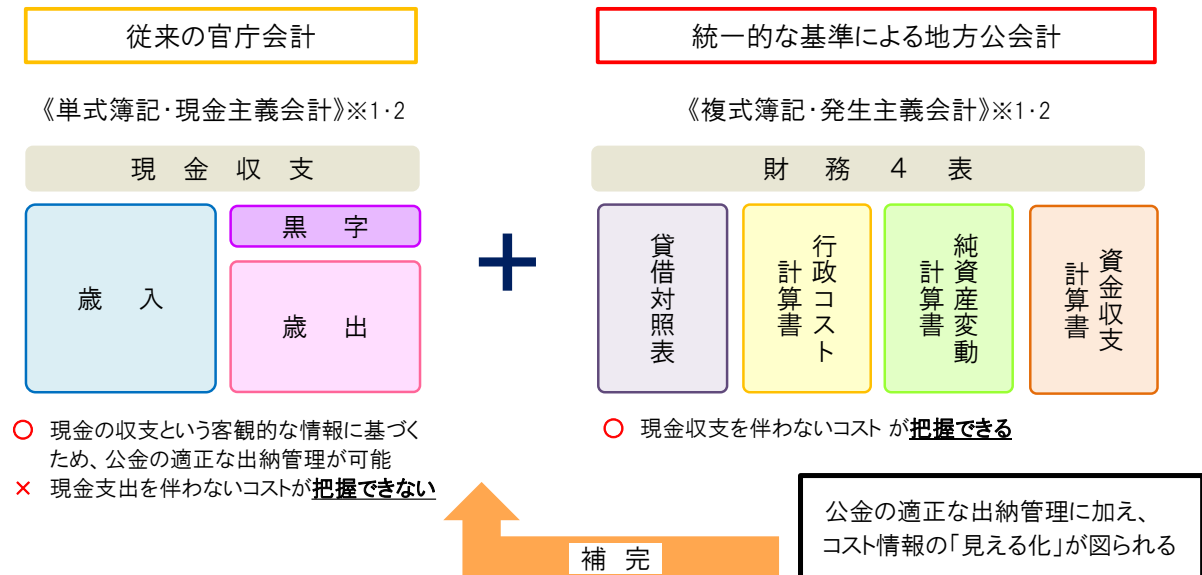 従来の官庁会計
《単式簿記・現金主義会計》※1・2
現金収支
歳入
黒字
歳出
○ 現金の収支という客観的な情報に基づく
ため、公金の適正な出納管理が可能
× 現金支出を伴わないコストが把握できない
+
統一的な基準による地方公会計
《複式簿記・発生主義会計》※1・2
財務4表
貸借対照表
行政コスト
計算書
純資産変動
計算書
資金収支
計算書
○ 現金収支を伴わないコスト が把握できる
補完
公金の適正な出納管理に加え、
コスト情報の「見える化」が図られる